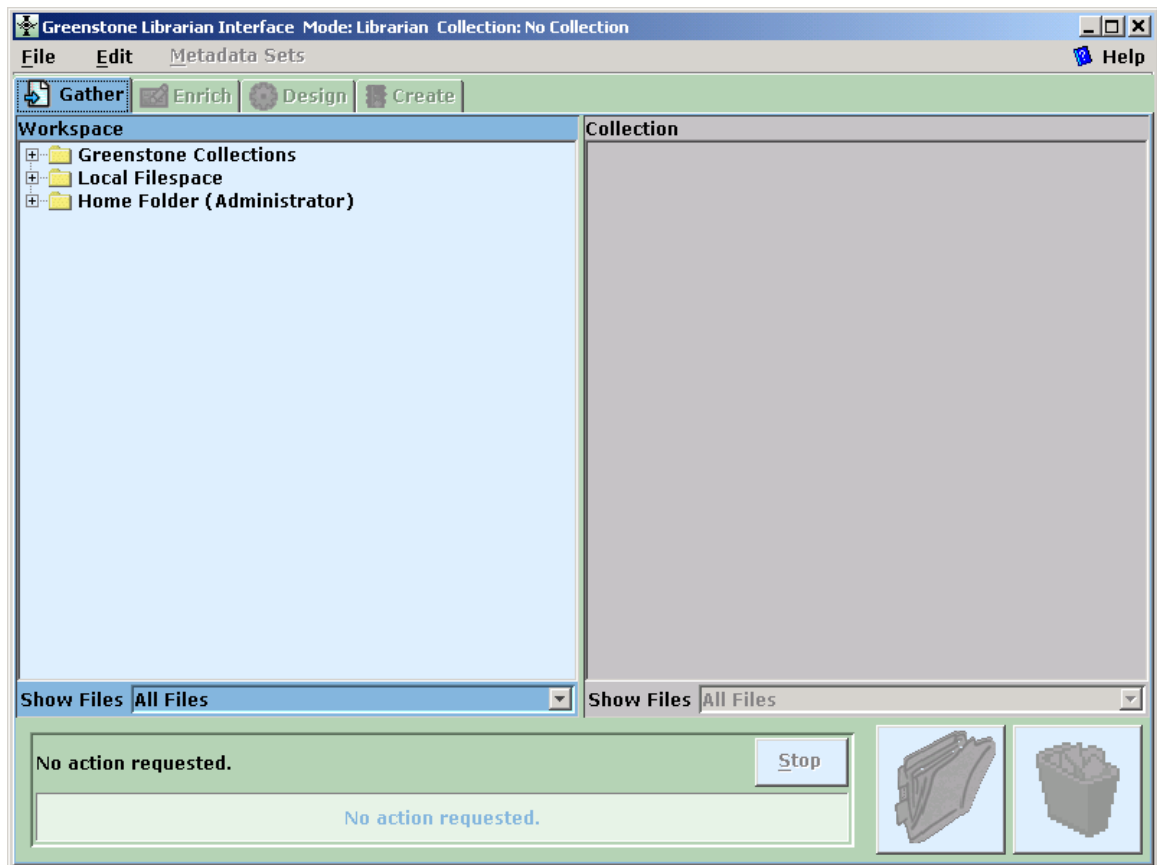 Greenstone Librarian Interface  Mode: Librarian  Collection: No Collection
File Edit Metadata Sets Help
Gather Enrich Design Create
Workspace
Greenstone Collections
Local Filespace
Home Folder (Administrator)
Show Files All Files
Collection
Show Files All Files
No action requested.
Stop
No action requested.